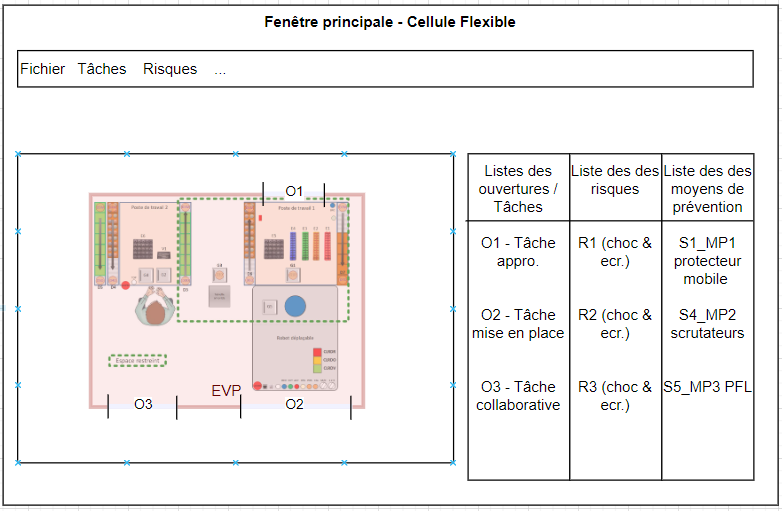 Fenêtre principale - Cellule Flexible
Fichier Tâches Risques ...
O1
Poste de travail 2
Poste de travail 1
Robot déployable
Espace restreint
EVP
O3
O2
Listes des
ouvertures /
Tâches
Liste des des
risques
Liste des des
moyens de
prévention
O1 - Tâche
appro.
R1 (choc &
ecr.)
S1_MP1
protecteur
mobile
O2 - Tâche
mise en place
R2 (choc &
ecr.)
S4_MP2
scrutateurs
O3 - Tâche
collaborative
R3 (choc &
ecr.)
S5_MP3 PFL